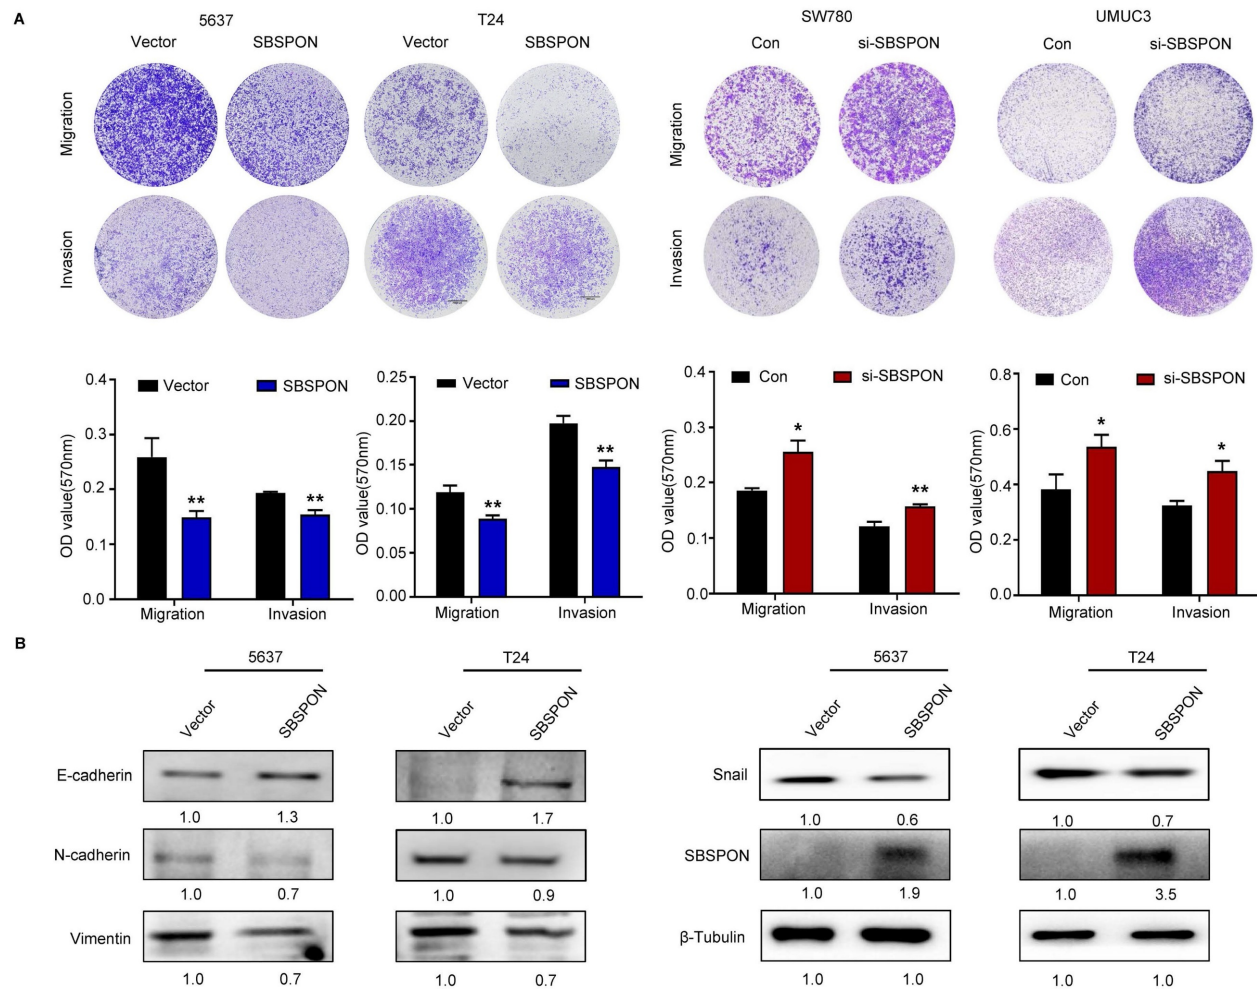 A
5637
T24
SW780
UMUC3
Vector SBSPON Vector SBSPON Con si-SBSPON Con si-SBSPON
Migration
Migration
Invasion
Invasion
OD value(570nm)
0.4
0.3
0.2
0.1
0.0
Vector SBSPON
** **
Migration Invasion
OD value(570nm)
0.25
0.20
0.15
0.10
0.05
0.00
Vector SBSPON
** **
Migration Invasion
OD value(570nm)
0.4
0.3
0.2
0.1
0.0
Con si-SBSPON
* **
Migration Invasion
OD value(570nm)
0.8
0.6
0.4
0.2
0.0
Con si-SBSPON
* *
Migration Invasion
B
5637 T24
Vector SBSPON Vector SBSPON
E-cadherin
1.0 1.3 1.0 1.7
N-cadherin
1.0 0.7 1.0 0.9
Vimentin
1.0 0.7 1.0 0.7
5637 T24
Vector SBSPON Vector SBSPON
Snail
1.0 0.6 1.0 0.7
SBSPON
1.0 1.9 1.0 3.5
β-Tubulin
1.0 1.0 1.0 1.0